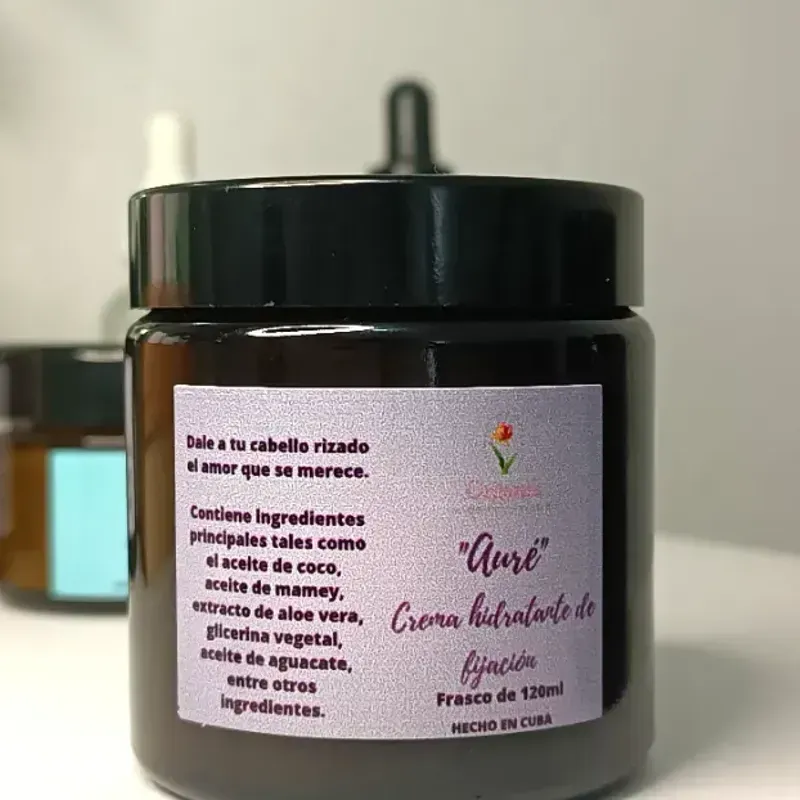 Dale a tu cabello rizado
el amor que se merece.
Contiene Ingredientes
principales tales como
el aceite de coco,
aceite de mamey,
extracto de aloe vera,
glicerina vegetal,
aceite de aguacate,
entre otros
ingredientes.
"Auré"
Crema hidratante de
fijación
Frasco de 120ml
HECHO EN CUBA